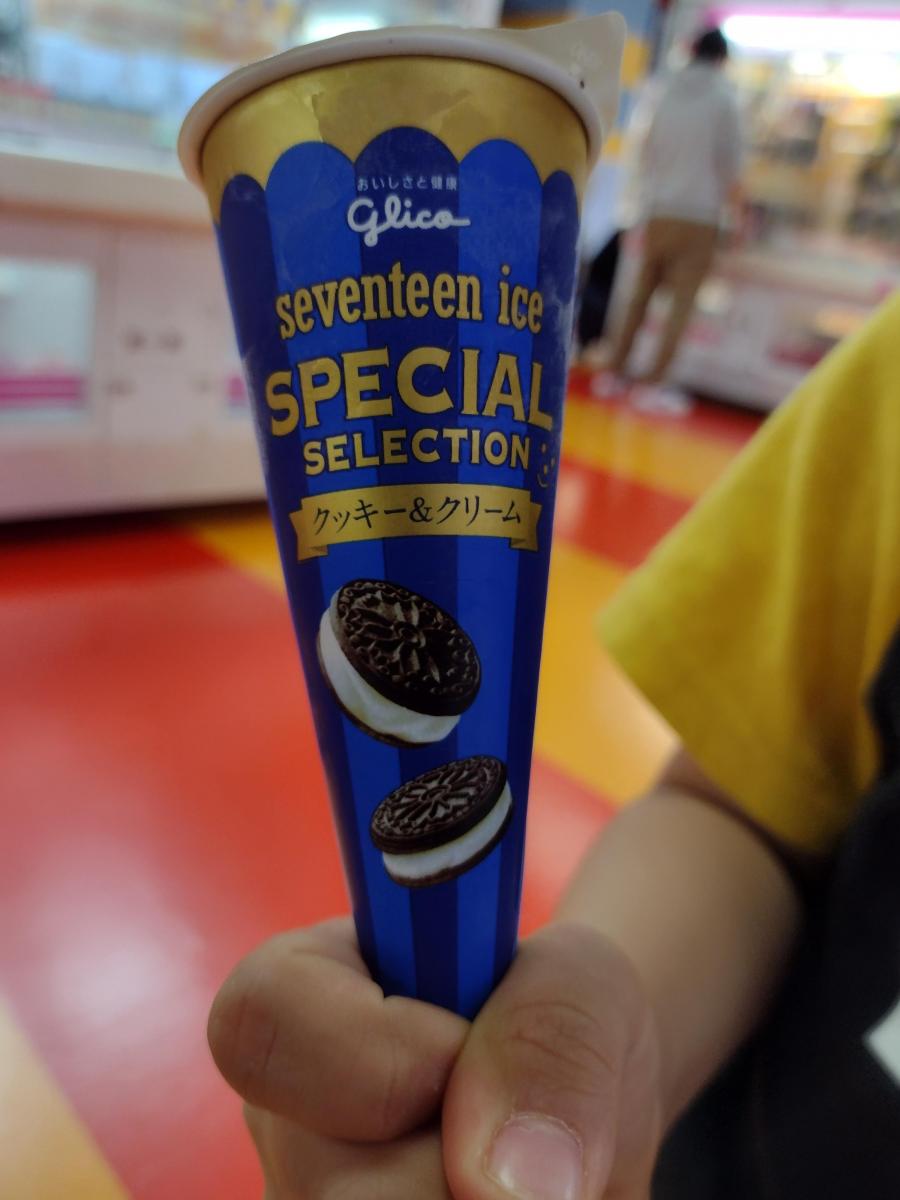 おいしさと健康
glico
seventeen ice
SPECIAL
SELECTION
クッキー&クリーム